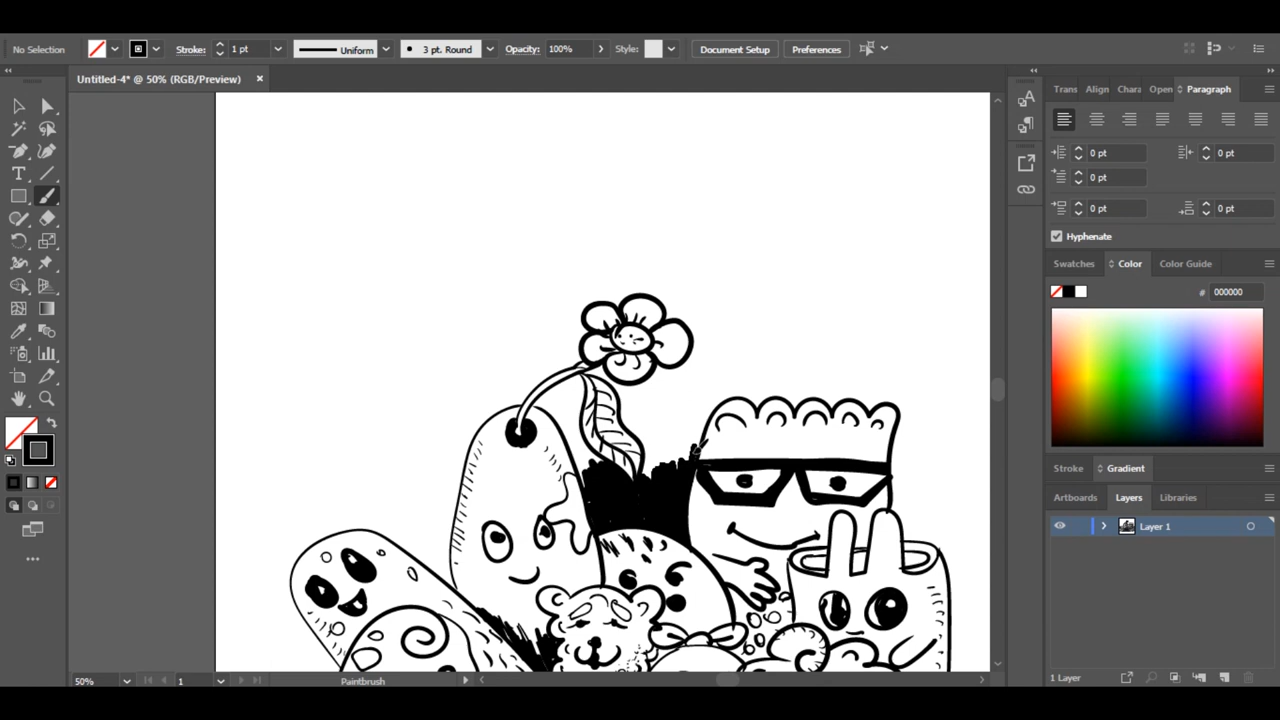 No Selection Stroke: 1 pt Uniform 3 pt. Round Opacity: 100% Style: Document Setup Preferences
Untitled-4* @ 50% (RGB/Preview) ×
Trans Align Chara Open Paragraph
0 pt 0 pt
0 pt
0 pt 0 pt
Hyphenate
Swatches Color Color Guide
# 000000
Stroke Gradient
Artboards Layers Libraries
Layer 1
50% 1 Paintbrush 1 Layer